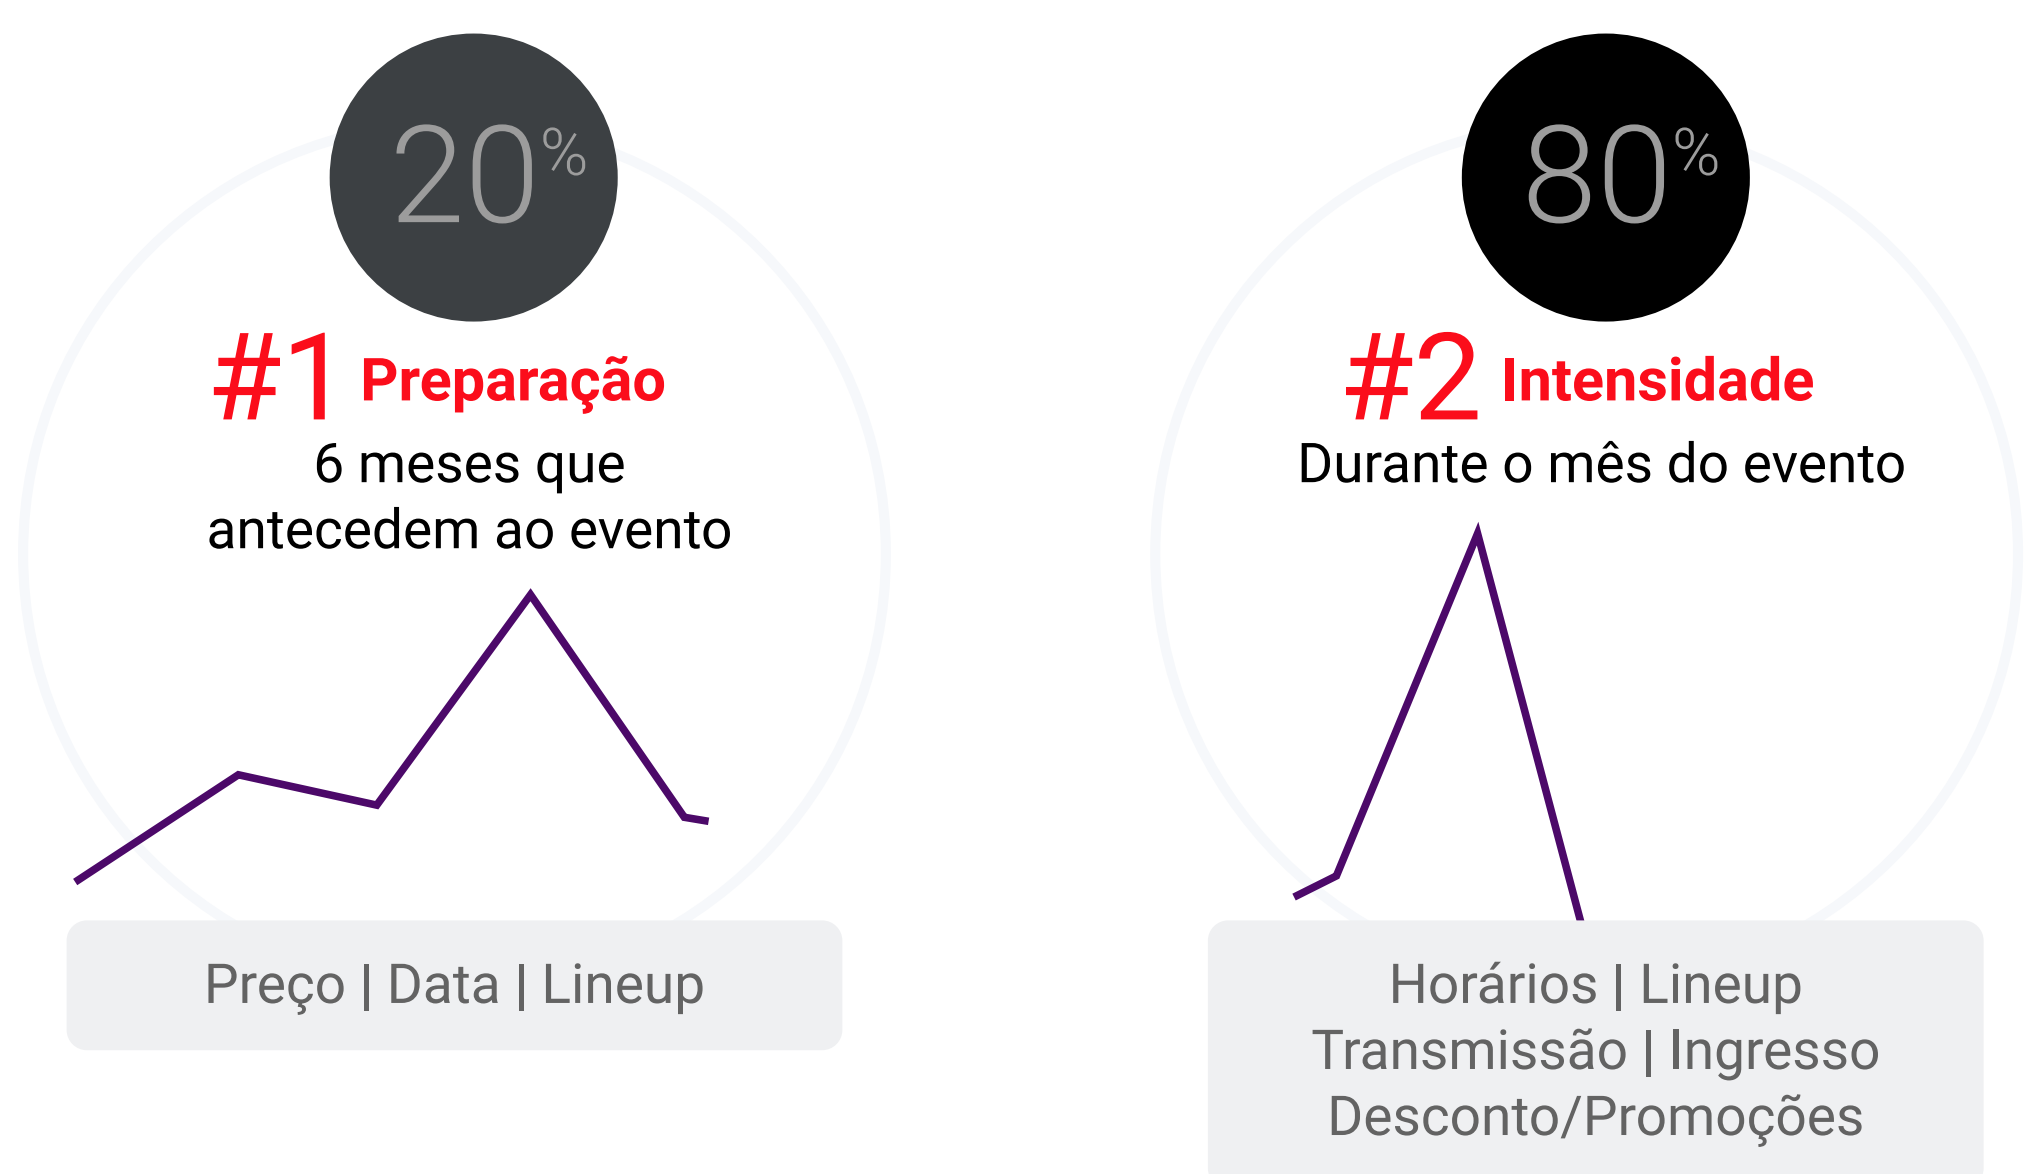 20%
#1 Preparação
6 meses que
antecedem ao evento
Preço | Data | Lineup
80%
#2 Intensidade
Durante o mês do evento
Horários | Lineup
Transmissão | Ingresso
Desconto/Promoções